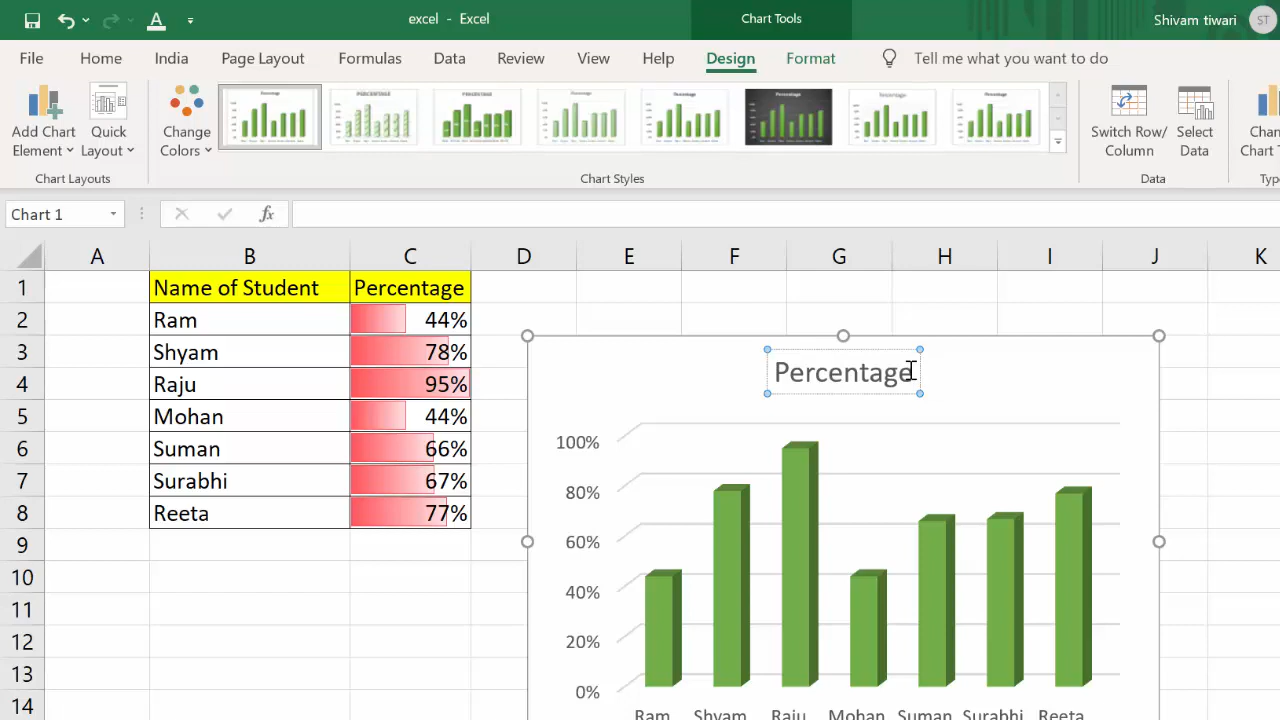 excel - Excel
Chart Tools
Shivam tiwari
ST
File Home India Page Layout Formulas Data Review View Help Design Format Tell me what you want to do
Add Chart Element
Quick Layout
Change Colors
Switch Row/ Column
Select Data
Chan
Chart T
Chart Layouts
Chart Styles
Data
Typ
Chart 1
fx
A B C D E F G H I J K
1 Name of Student Percentage
2 Ram 44%
3 Shyam 78%
4 Raju 95%
5 Mohan 44%
6 Suman 66%
7 Surabhi 67%
8 Reeta 77%
9
10
11
12
13
14
Percentage
100%
80%
60%
40%
20%
0%
Ram Shyam Raju Mohan Suman Surabhi Reeta